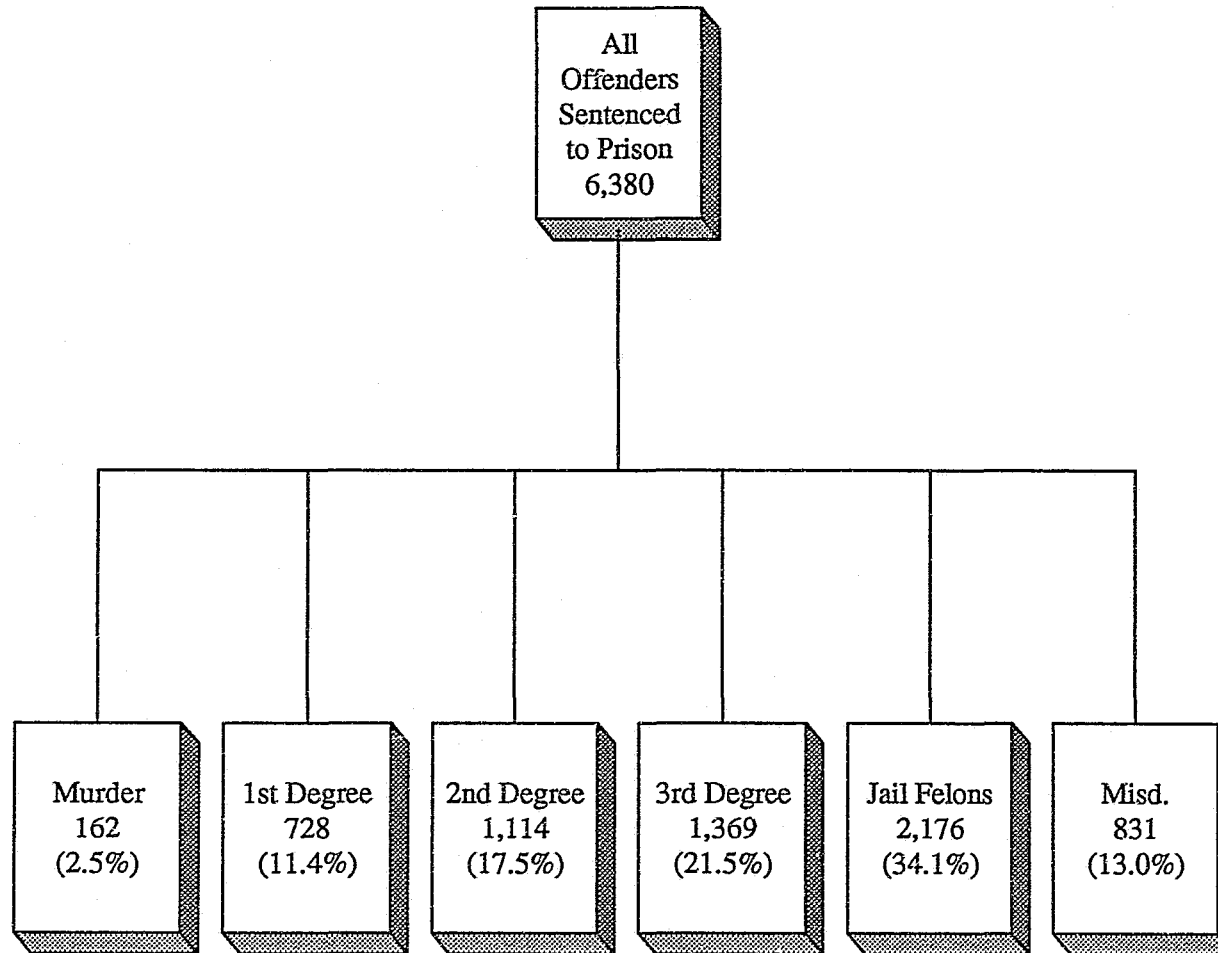 All
Offenders
Sentenced
to Prison
6,380
Murder
162
(2.5%)
1st Degree
728
(11.4%)
2nd Degree
1,114
(17.5%)
3rd Degree
1,369
(21.5%)
Jail Felons
2,176
(34.1%)
Misd.
831
(13.0%)